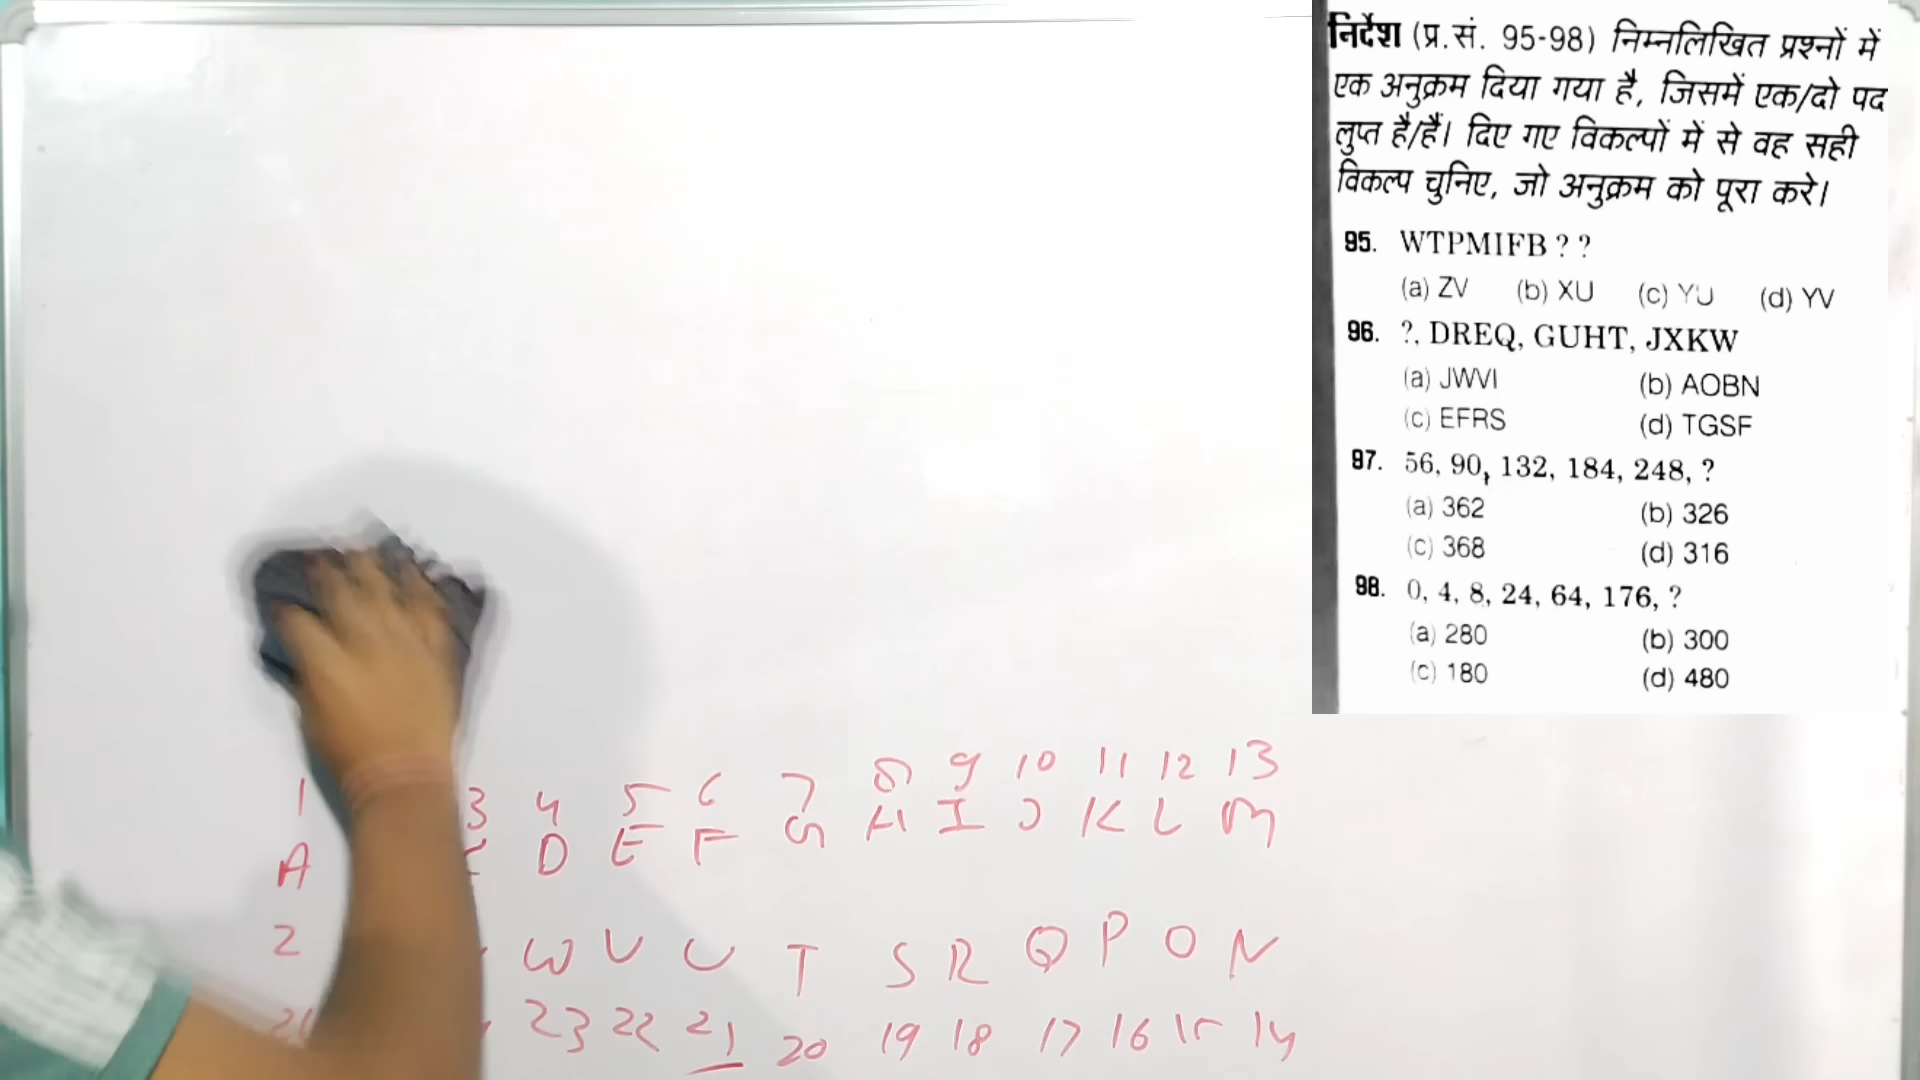 निर्देश (प्र.सं. 95-98) निम्नलिखित प्रश्नों में
एक अनुक्रम दिया गया है, जिसमें एक/दो पद
लुप्त है/हैं। दिए गए विकल्पों में से वह सही
विकल्प चुनिए, जो अनुक्रम को पूरा करे।
95. WTPMIFB ? ?
(a) ZV (b) XU (c) YU (d) YV
96. ?, DREQ, GUHT, JXKW
(a) JWVI (b) AOBN
(c) EFRS (d) TGSF
97. 56, 90, 132, 184, 248, ?
(a) 362 (b) 326
(c) 368 (d) 316
98. 0, 4, 8, 24, 64, 176, ?
(a) 280 (b) 300
(c) 180 (d) 480
1 3 4 5 6 7 8 9 10 11 12 13
A D E F G H I J K L M
Z W V U T S R Q P O N
23 22 21 20 19 18 17 16 15 14